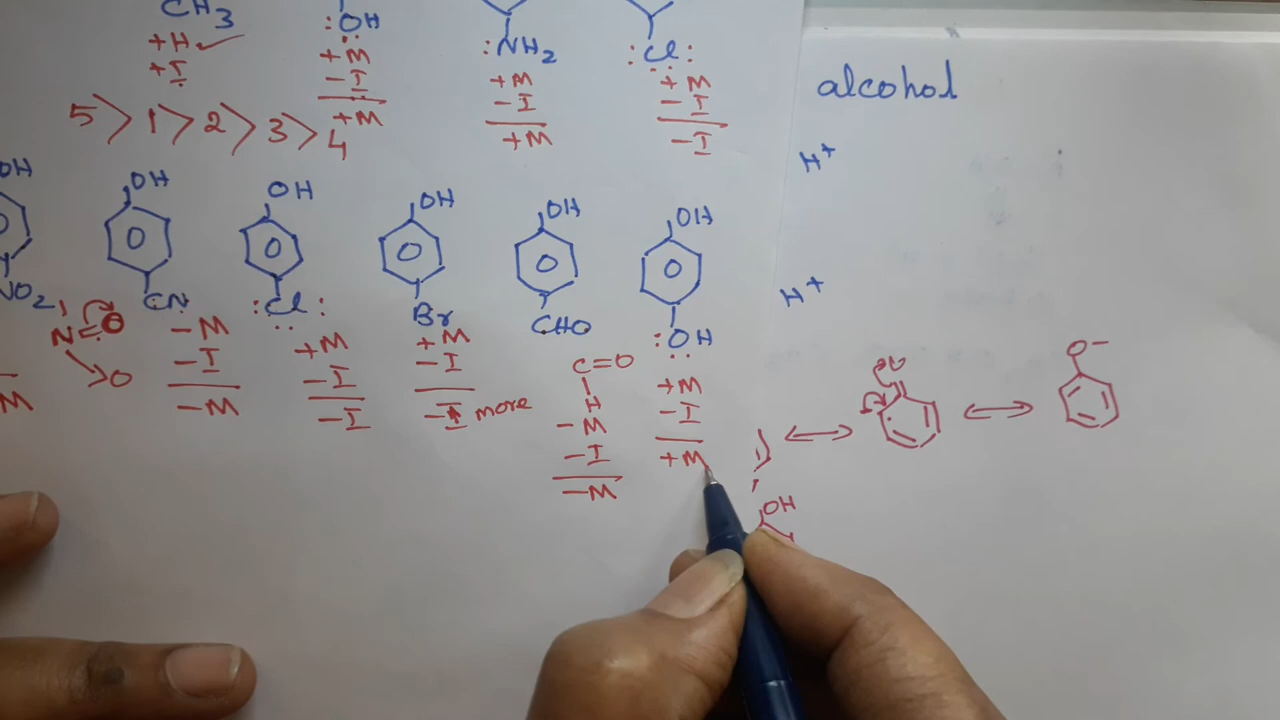 CH3
:OH
:NH2
:Cl:
+H
+I
+M
-I
+M
+M
-I
+M
+M
-I
-I
5>1>2>3>4
alcohol
H+
OH
OH
OH
OH
OH
OH
NO2
CN
:Cl:
Br
CHO
:OH
H+
N=O
O
M
-M
-I
-M
+M
-I
-I
+M
-I
-I more
C=O
H
-M
-I
-M
+M
-I
+M
O-
OH